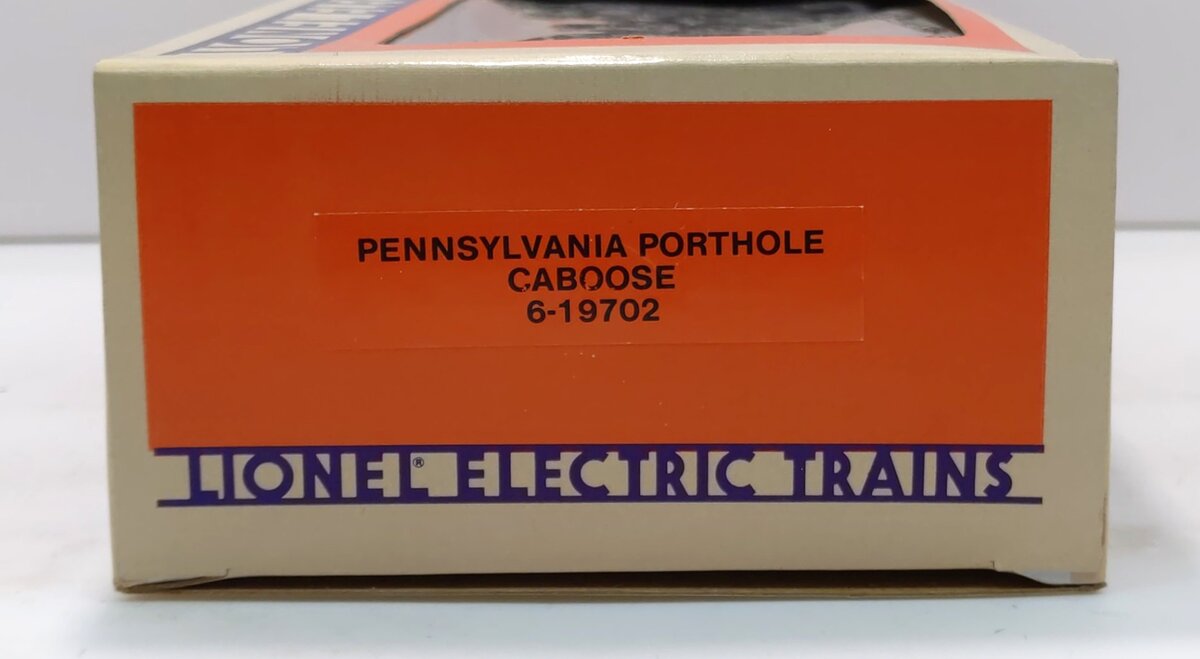 PENNSYLVANIA PORTHOLE
CABOOSE
6-19702
LIONEL® ELECTRIC TRAINS